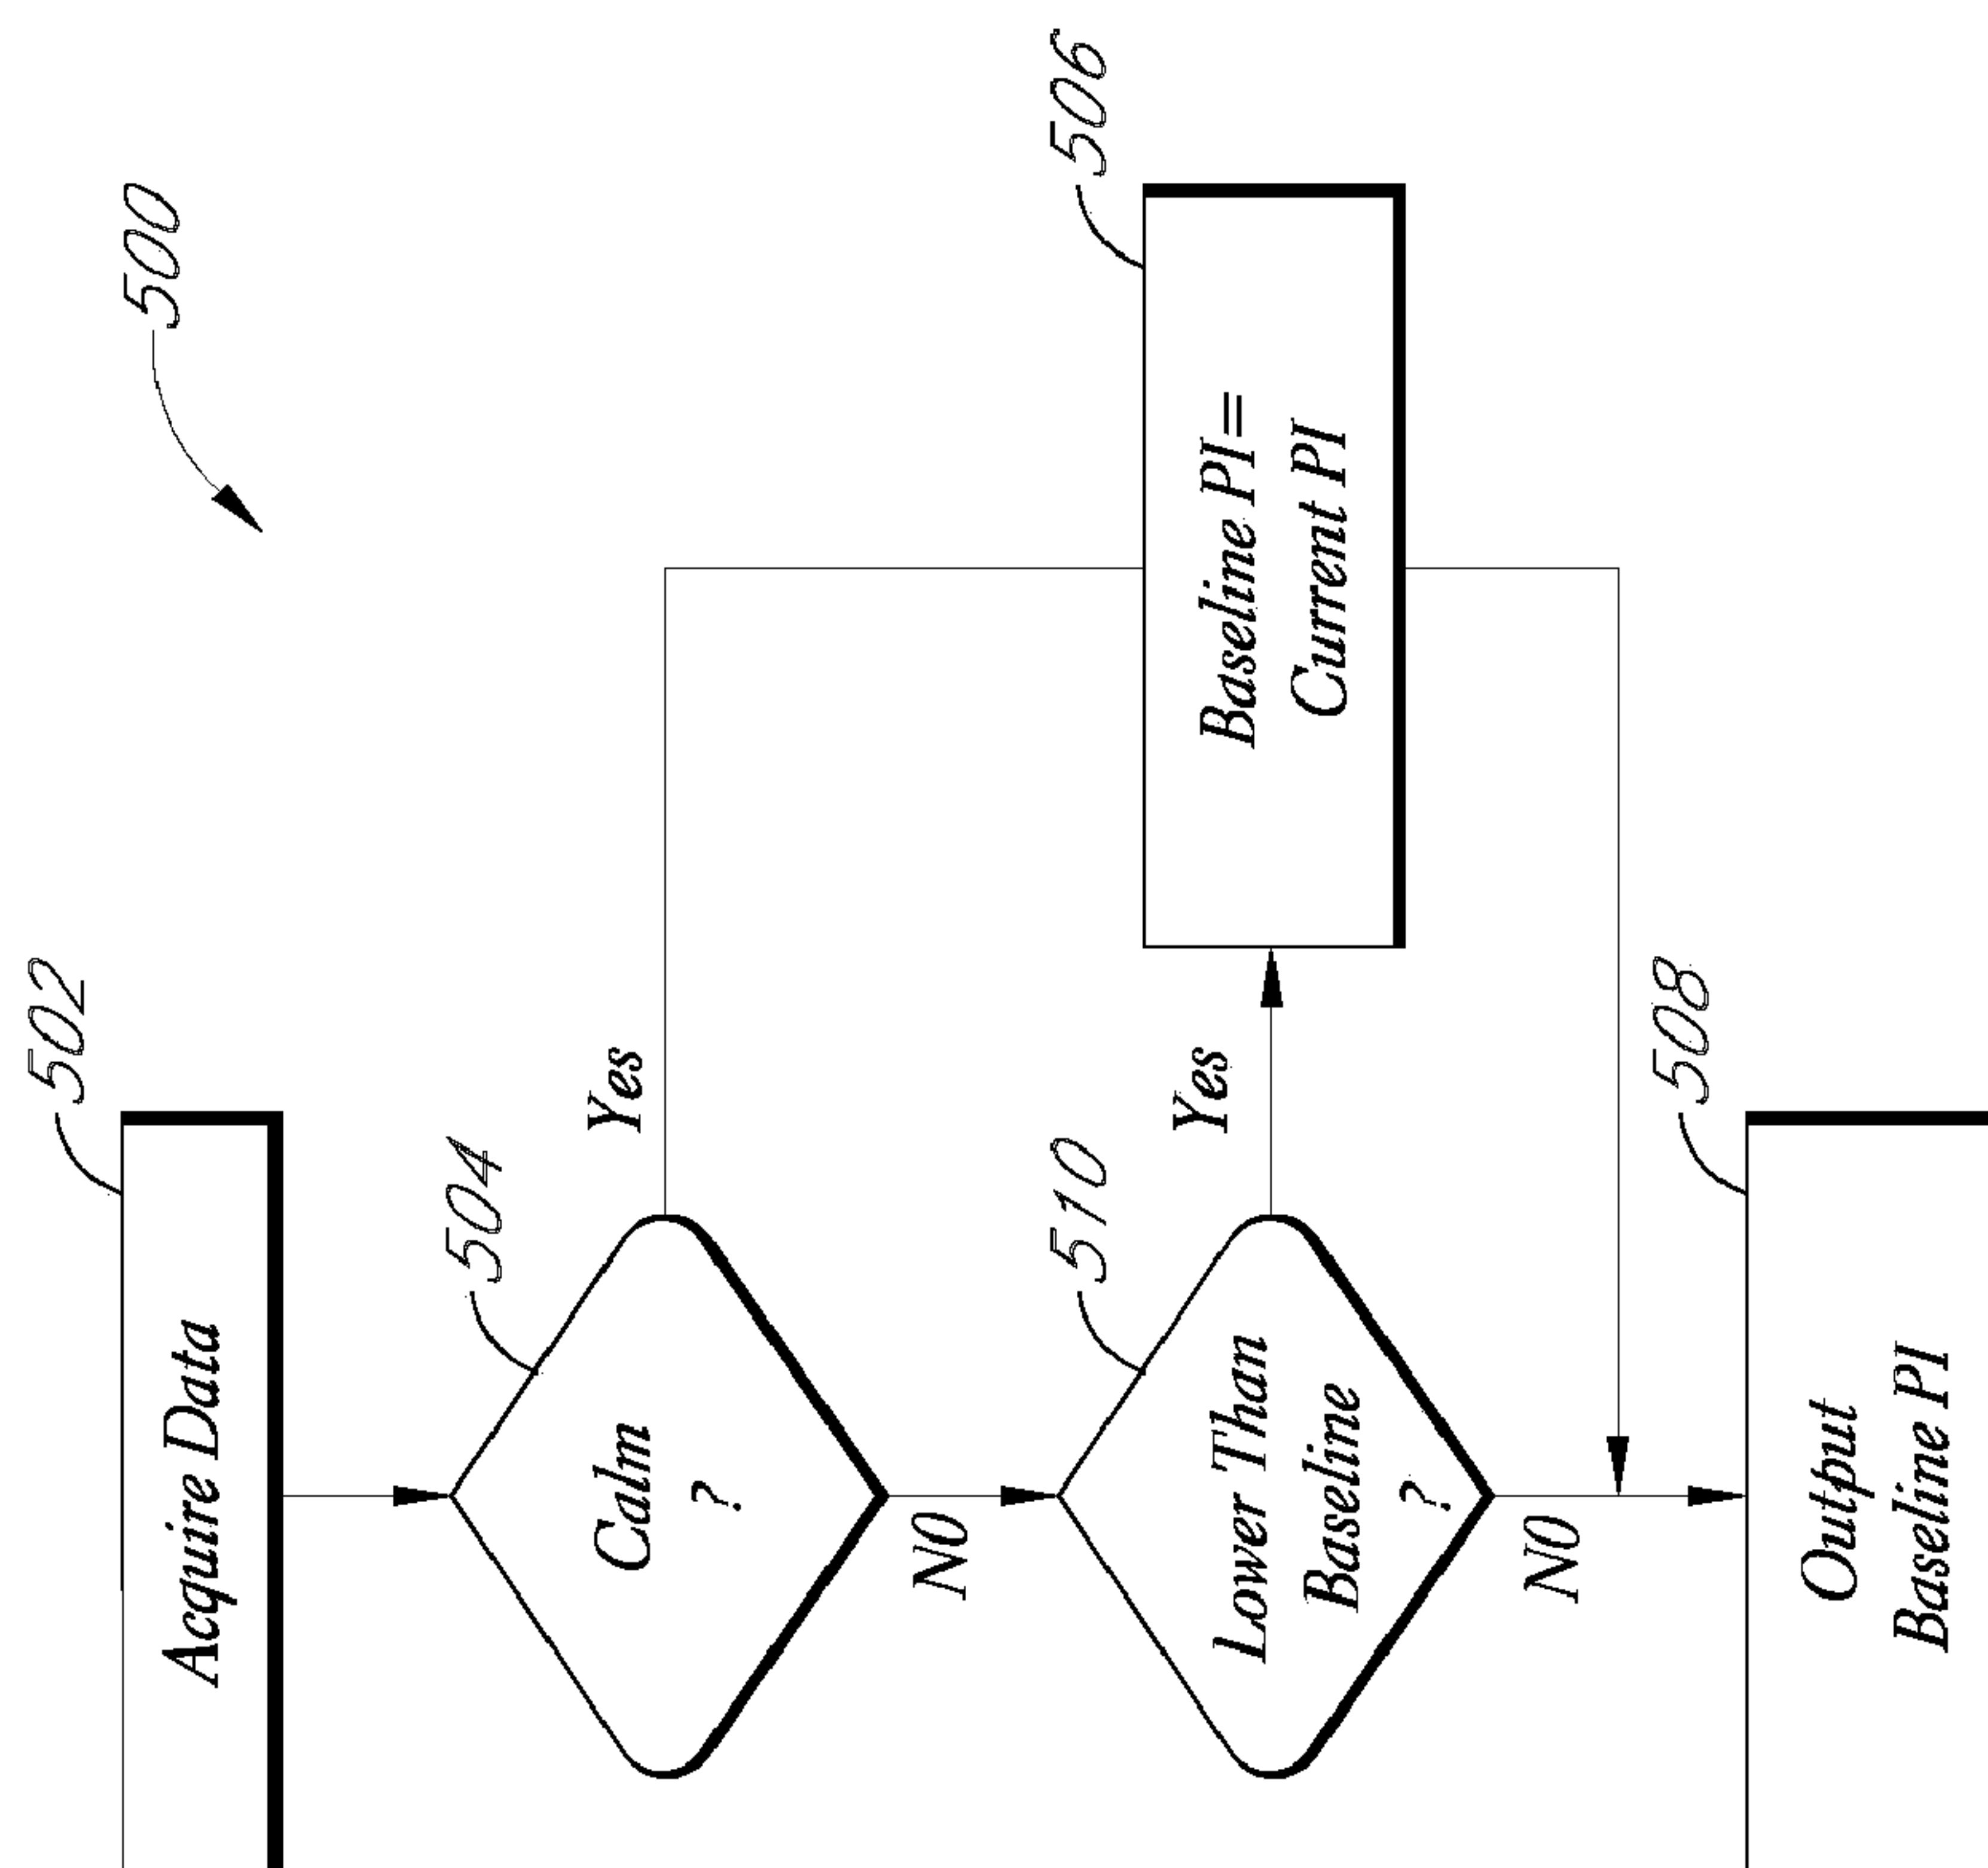 500
502
Acquire Data
504
Calm
?
Yes
NO
510
Lower Than
Baseline
?
Yes
NO
506
Baseline PI=
Current PI
508
Output
Baseline PI